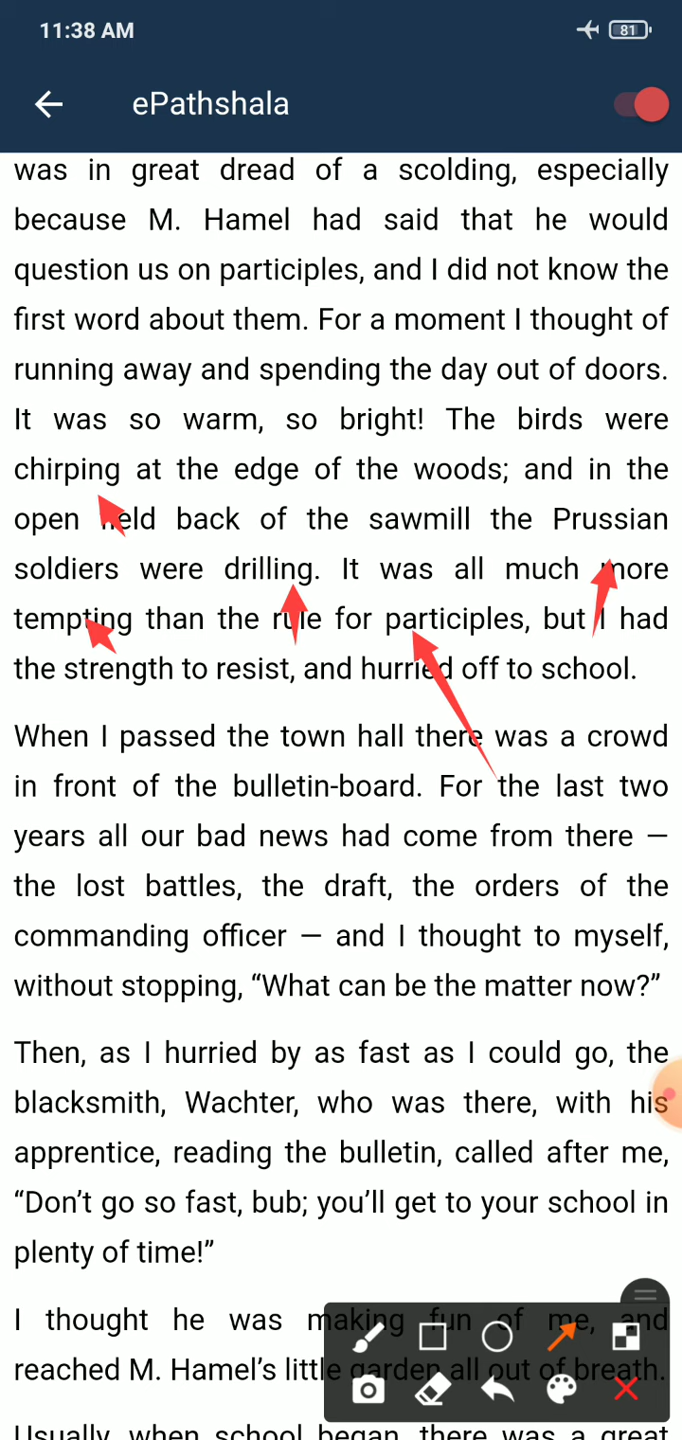 11:38 AM
81
ePathshala
was in great dread of a scolding, especially
because M. Hamel had said that he would
question us on participles, and I did not know the
first word about them. For a moment I thought of
running away and spending the day out of doors.
It was so warm, so bright! The birds were
chirping at the edge of the woods; and in the
open field back of the sawmill the Prussian
soldiers were drilling. It was all much more
tempting than the rule for participles, but I had
the strength to resist, and hurried off to school.
When I passed the town hall there was a crowd
in front of the bulletin-board. For the last two
years all our bad news had come from there —
the lost battles, the draft, the orders of the
commanding officer — and I thought to myself,
without stopping, “What can be the matter now?”
Then, as I hurried by as fast as I could go, the
blacksmith, Wachter, who was there, with his
apprentice, reading the bulletin, called after me,
“Don’t go so fast, bub; you’ll get to your school in
plenty of time!”
I thought he was making fun of me, and
reached M. Hamel’s little garden all out of breath.
Usually, when school began, there was a great